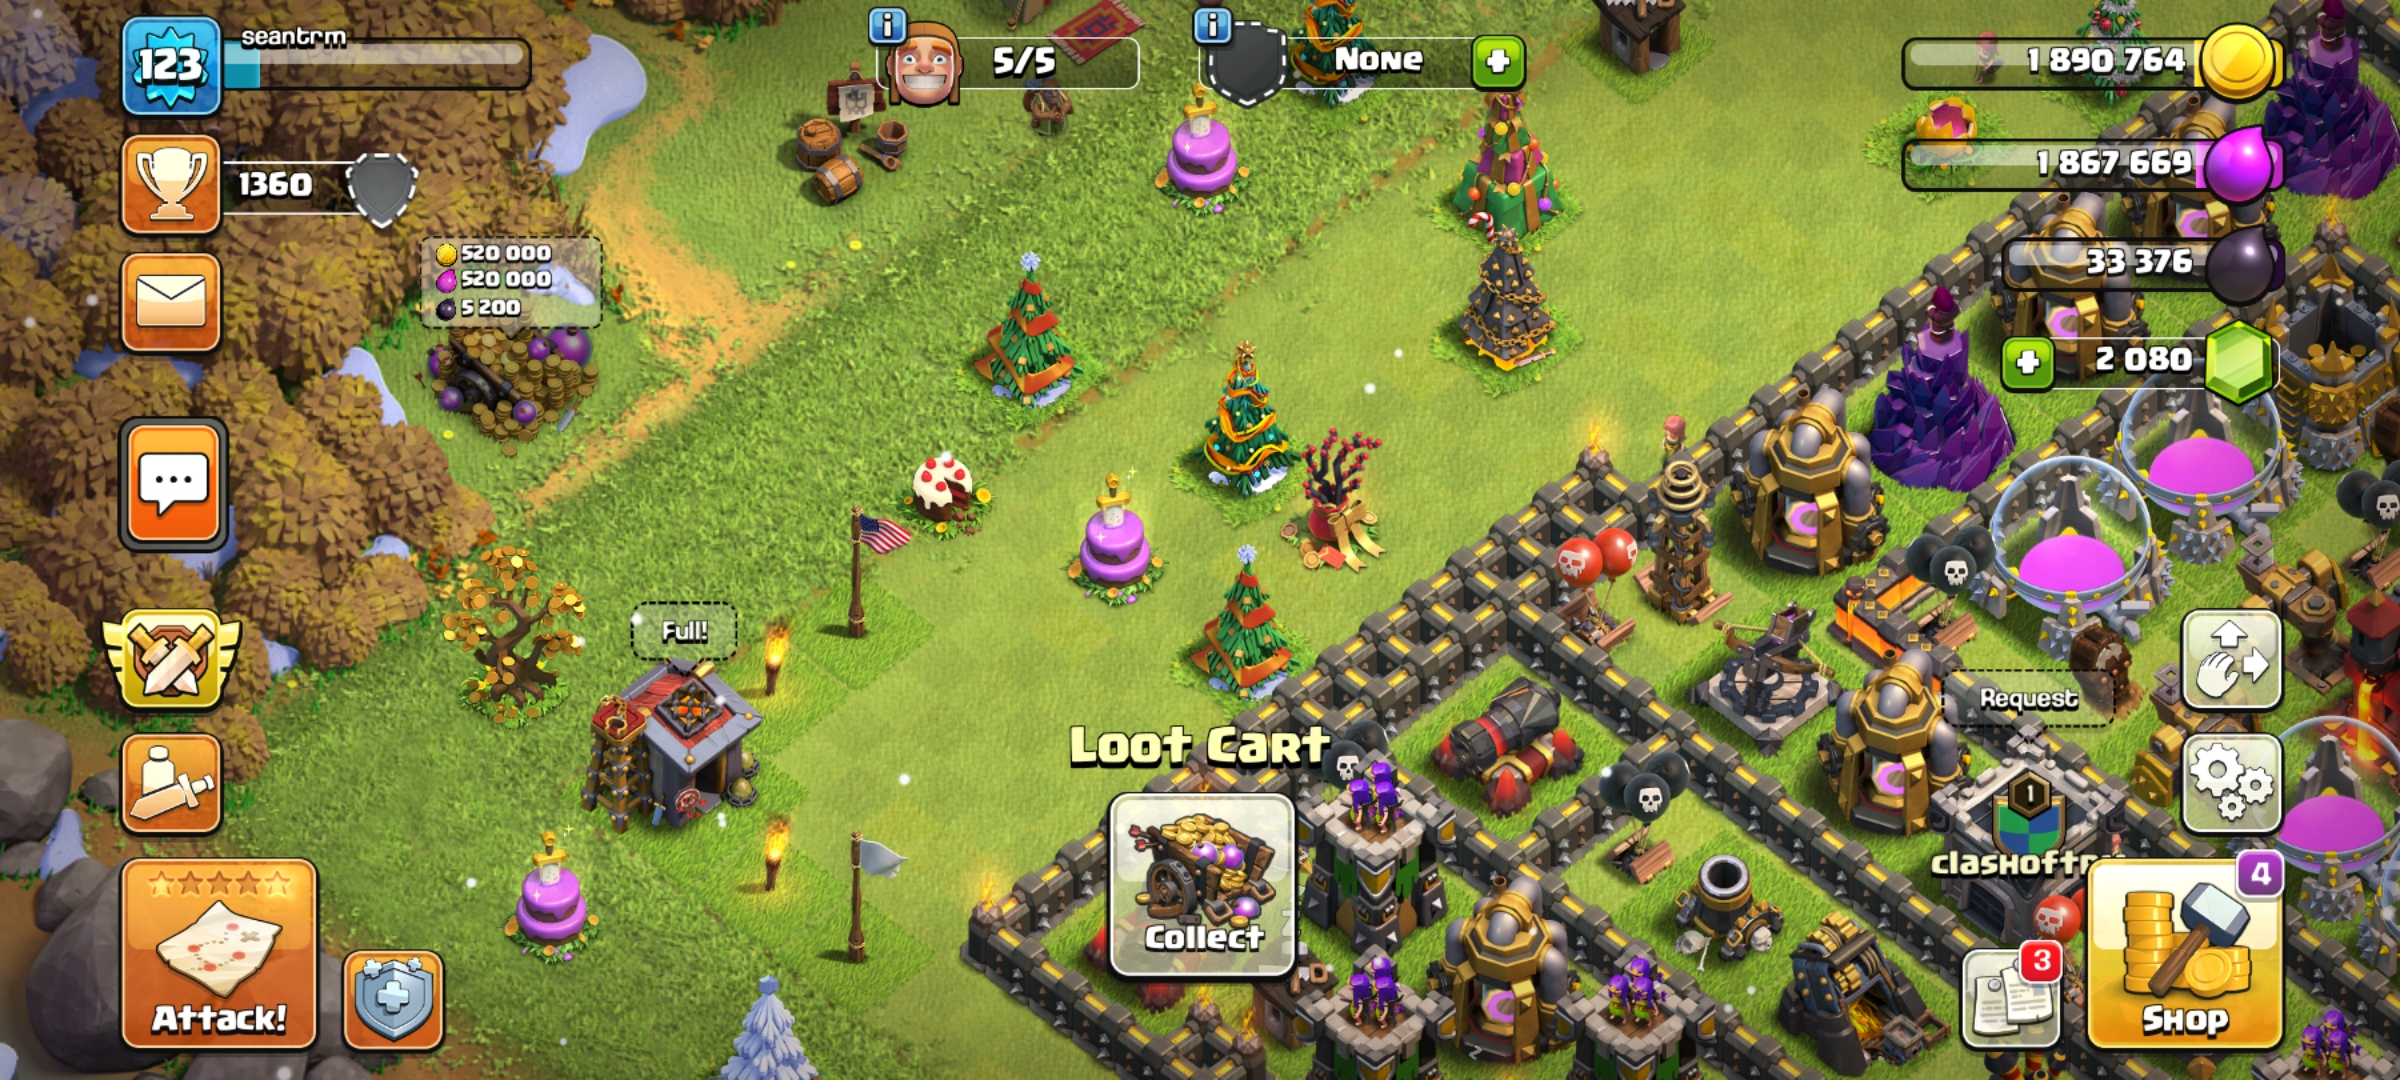 123
seantrm
5/5
None
1 890 764
1360
1 867 669
520 000
520 000
5 200
33 376
2 080
Full!
Request
Loot Cart
1
Collect
4
3
Attack!
Shop